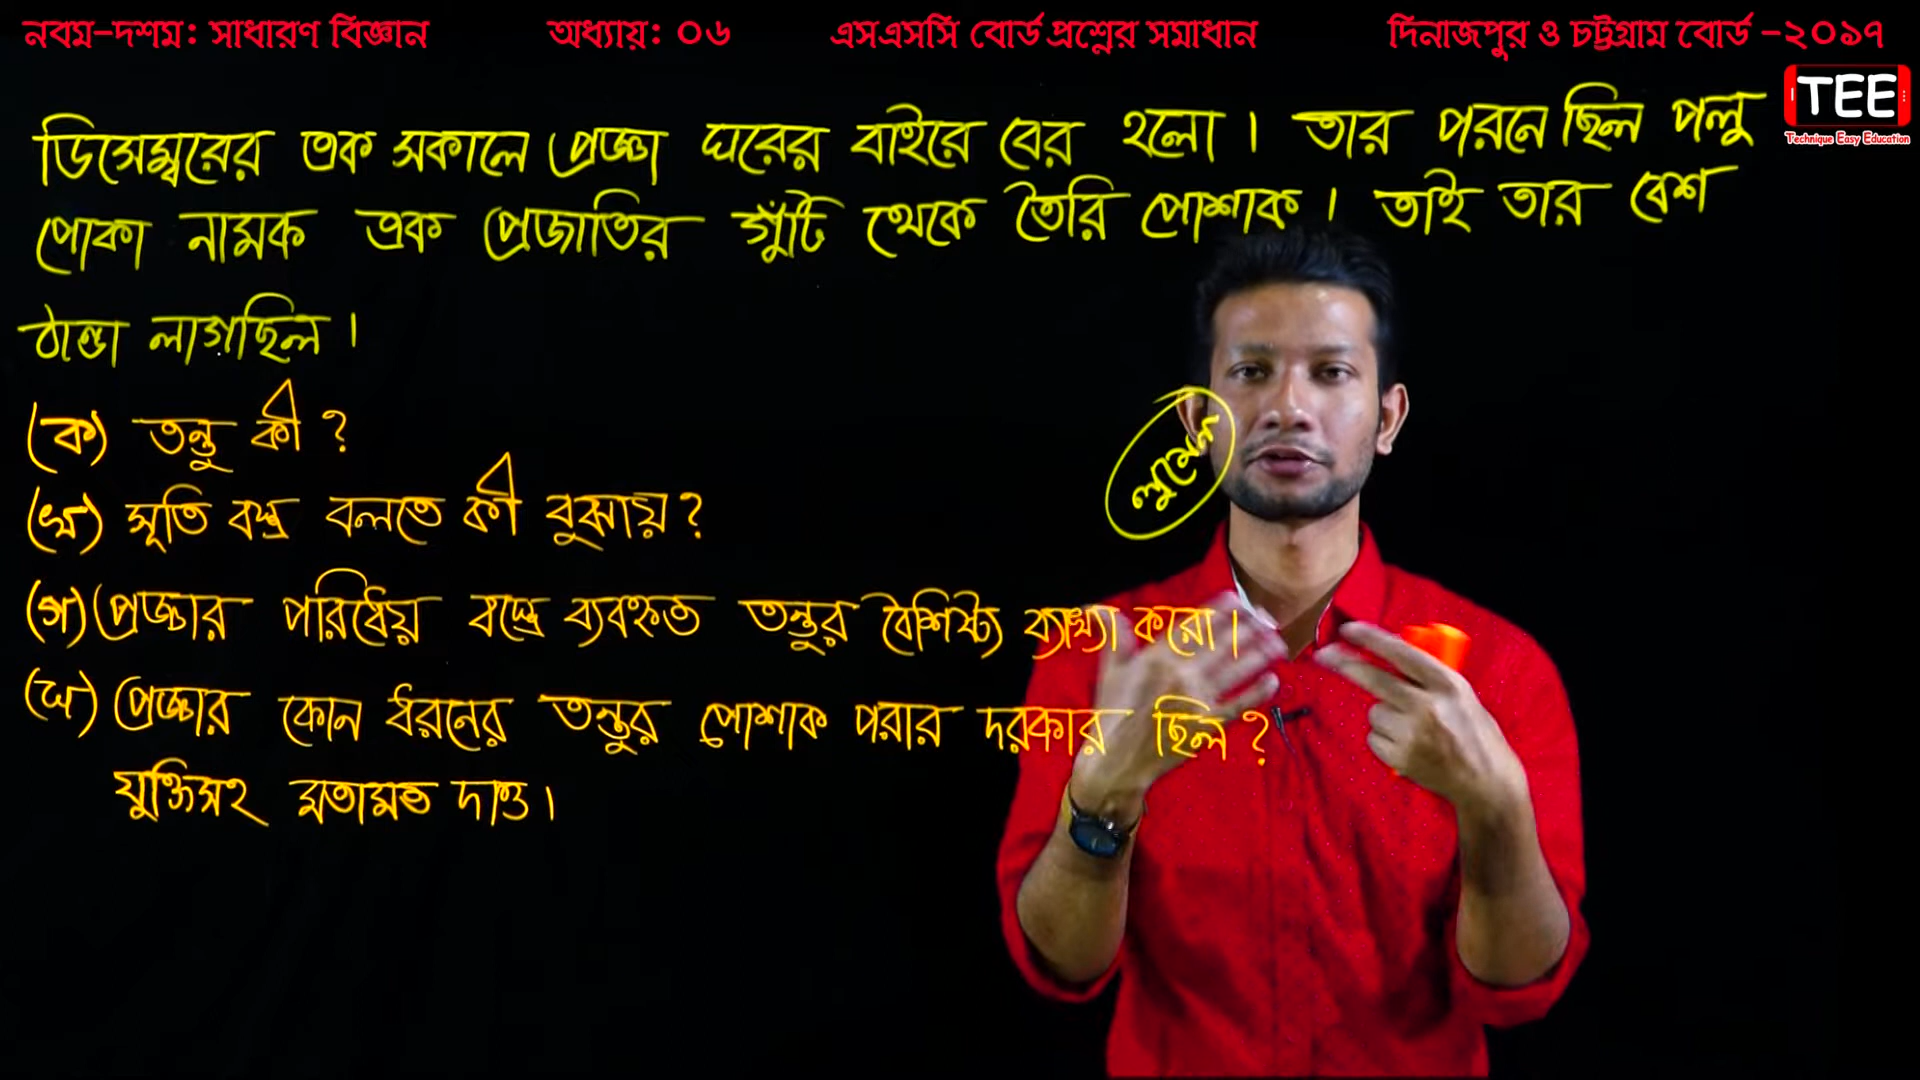 নবম-দশম: সাধারণ বিজ্ঞান অধ্যায়: ০৬ এসএসসি বোর্ড প্রশ্নের সমাধান দিনাজপুর ও চট্টগ্রাম বোর্ড -২০১৭
TEE
Technique Easy Education
ডিসেম্বরের এক সকালে প্রজ্ঞা ঘরের বাইরে বের হলো। তার পরনে ছিল পলু
পোকা নামক এক প্রজাতির গুঁটি থেকে তৈরি পোশাক। তাই তার বেশ
ঠান্ডা লাগছিল।
লুমেন
(ক) তন্তু কী?
(খ) সূতি বস্ত্র বলতে কী বুঝায়?
(গ) প্রজ্ঞার পরিধেয় বস্ত্রে ব্যবহৃত তন্তুর বৈশিষ্ট্য ব্যাখ্যা করো।
(ঘ) প্রজ্ঞার কোন ধরনের তন্তুর পোশাক পরার দরকার ছিল?
যুক্তিসহ মতামত দাও।